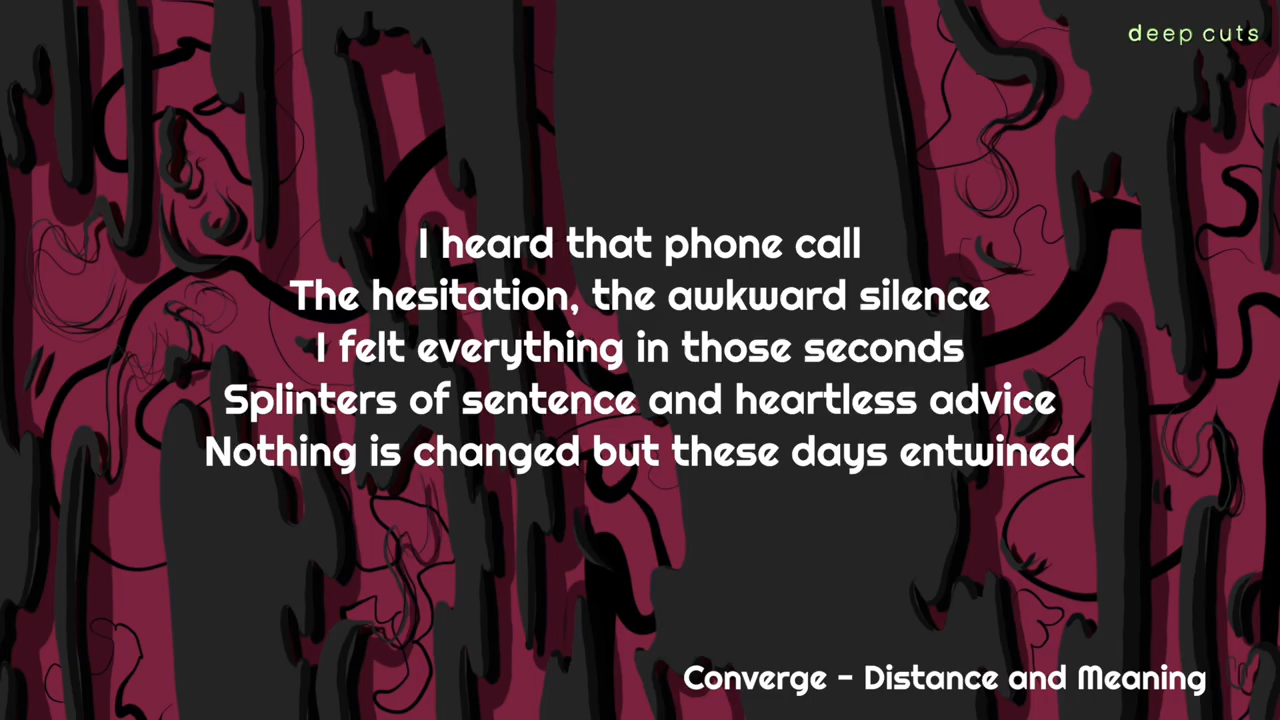 deep cuts
I heard that phone call
The hesitation, the awkward silence
I felt everything in those seconds
Splinters of sentence and heartless advice
Nothing is changed but these days entwined
Converge - Distance and Meaning